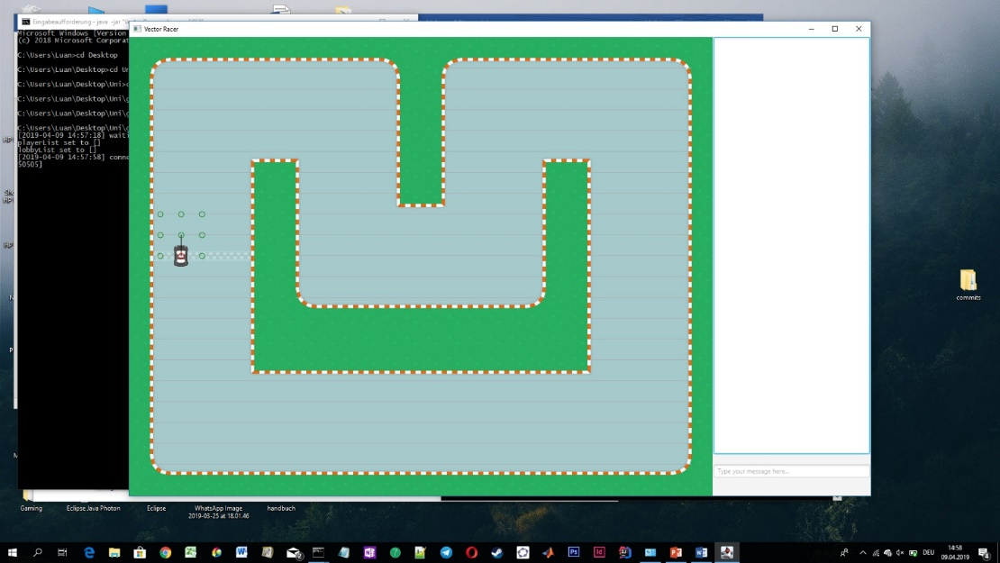 Eingabeaufforderung - java -jar
Vector Racer
Microsoft Windows [Version
(c) 2018 Microsoft Corporat
C:\Users\Luan>cd Desktop
C:\Users\Luan\Desktop>cd Un
C:\Users\Luan\Desktop\Uni>c
C:\Users\Luan\Desktop\Uni\g
C:\Users\Luan\Desktop\Uni\g
C:\Users\Luan\Desktop\Uni\g
[2019-04-09 14:57:18] waiti
playerList set to []
lobbyList set to []
[2019-04-09 14:57:58] conne
50505]
commits
Type your message here...
Gaming
Eclipse Java Photon
Eclipse
WhatsApp Image
2019-03-25 at 18.01.46
handbuch
DEU
14:58
09.04.2019